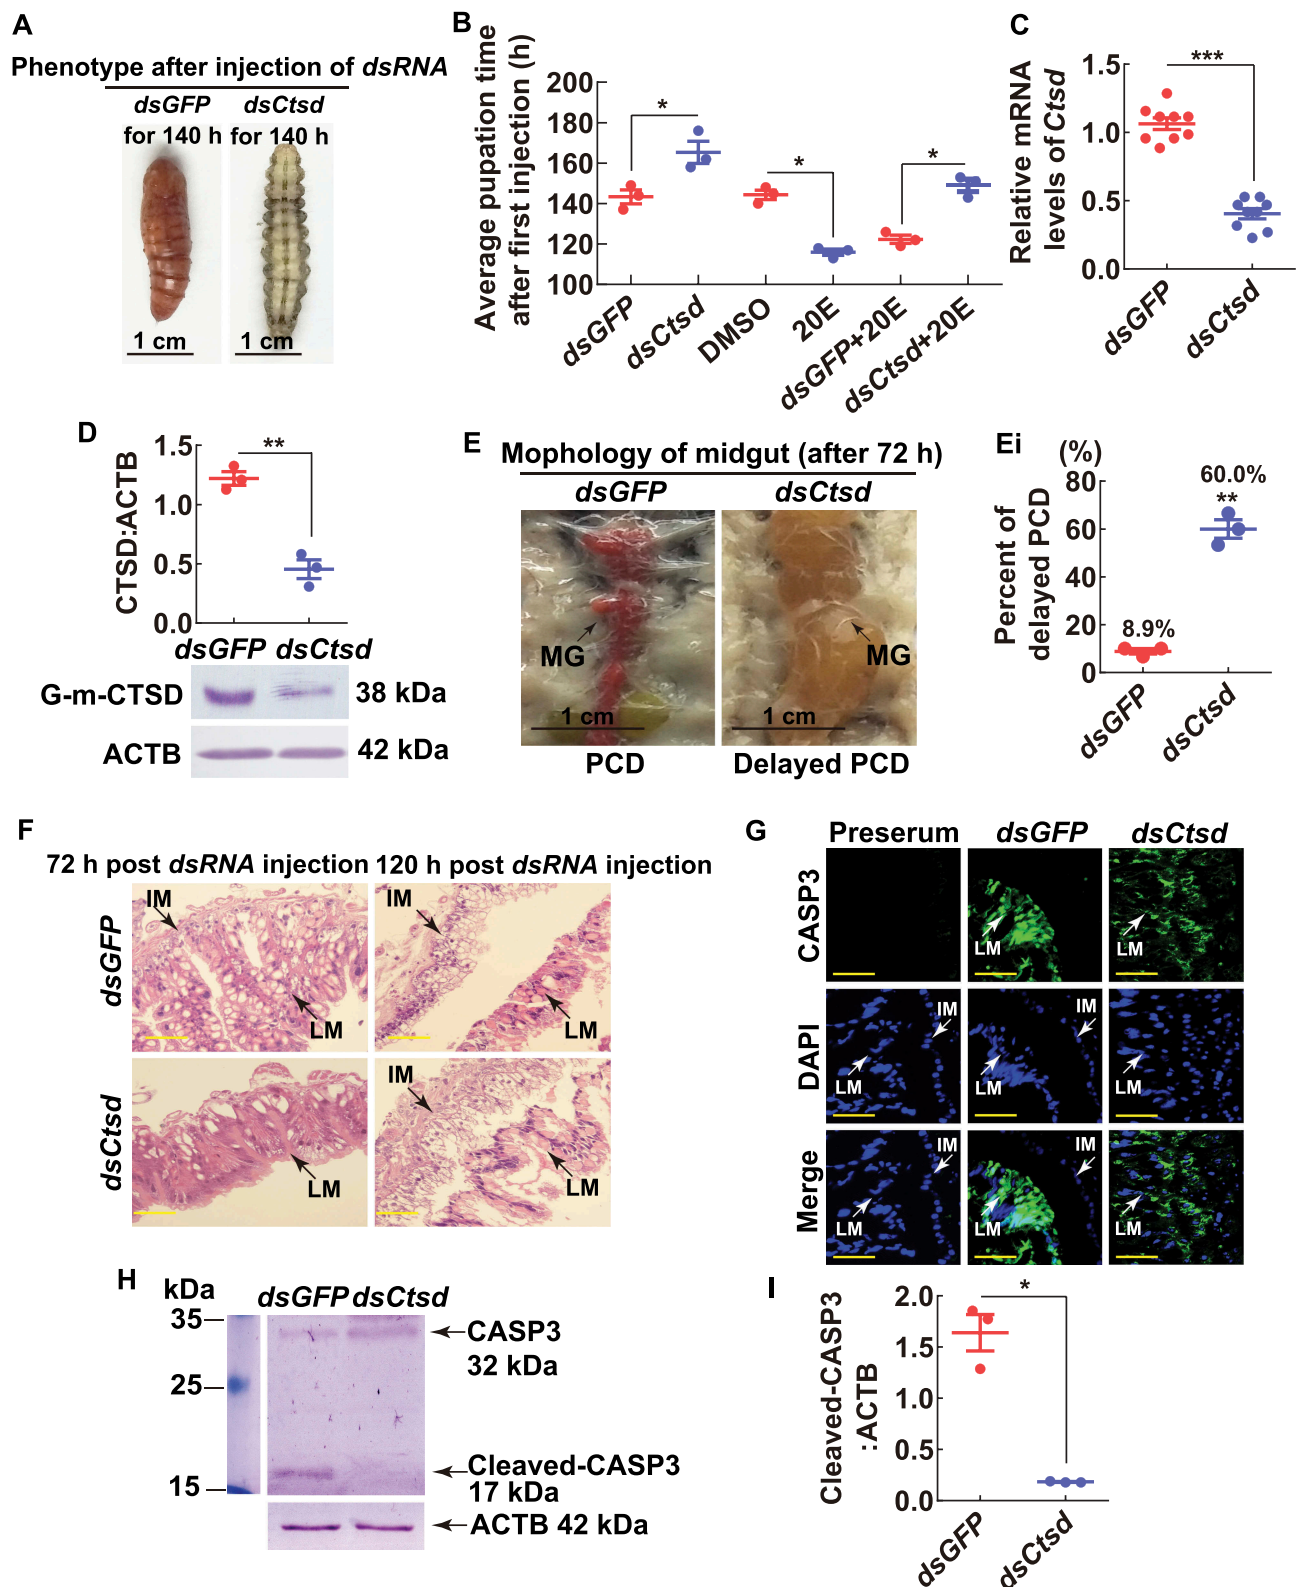 A
Phenotype after injection of dsRNA
dsGFP
dsCtsd
for 140 h
for 140 h
1 cm
1 cm
B
Average pupation time
after first injection (h)
200
180
160
140
120
100
*
*
*
dsGFP
dsCtsd
DMSO
20E
dsGFP+20E
dsCtsd+20E
C
Relative mRNA
levels of Ctsd
1.5
1.0
0.5
0.0
***
dsGFP
dsCtsd
D
CTSD:ACTB
1.5
1.0
0.5
0.0
**
dsGFP dsCtsd
G-m-CTSD
38 kDa
ACTB
42 kDa
E
Mophology of midgut (after 72 h)
dsGFP
dsCtsd
MG
MG
1 cm
1 cm
PCD
Delayed PCD
Ei
(%)
Percent of
delayed PCD
80
60
40
20
0
8.9%
60.0%
**
dsGFP
dsCtsd
F
72 h post dsRNA injection
120 h post dsRNA injection
dsGFP
IM
LM
IM
LM
dsCtsd
LM
IM
LM
G
Preserum
dsGFP
dsCtsd
CASP3
LM
LM
DAPI
LM
IM
LM
IM
LM
Merge
LM
IM
LM
IM
LM
H
kDa
dsGFP dsCtsd
35
25
15
CASP3
32 kDa
Cleaved-CASP3
17 kDa
ACTB 42 kDa
I
Cleaved-CASP3
:ACTB
2.0
1.5
1.0
0.5
0.0
*
dsGFP
dsCtsd